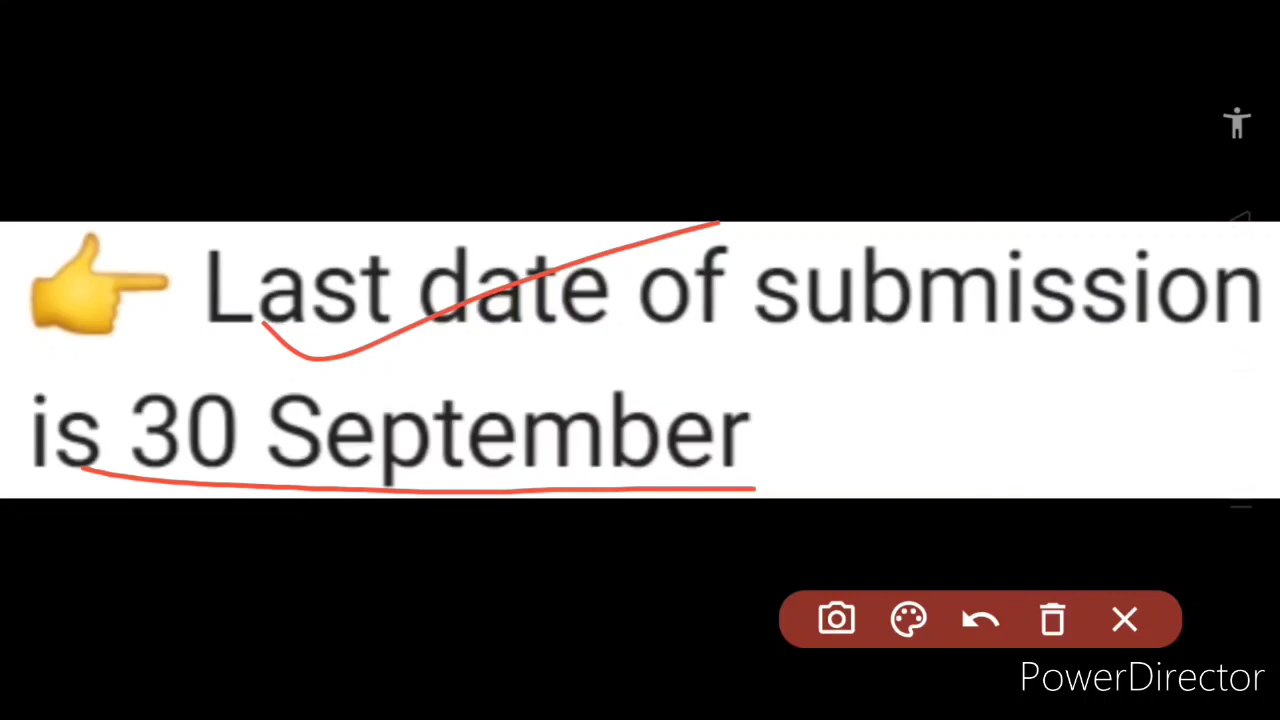 👉 Last date of submission
is 30 September
PowerDirector